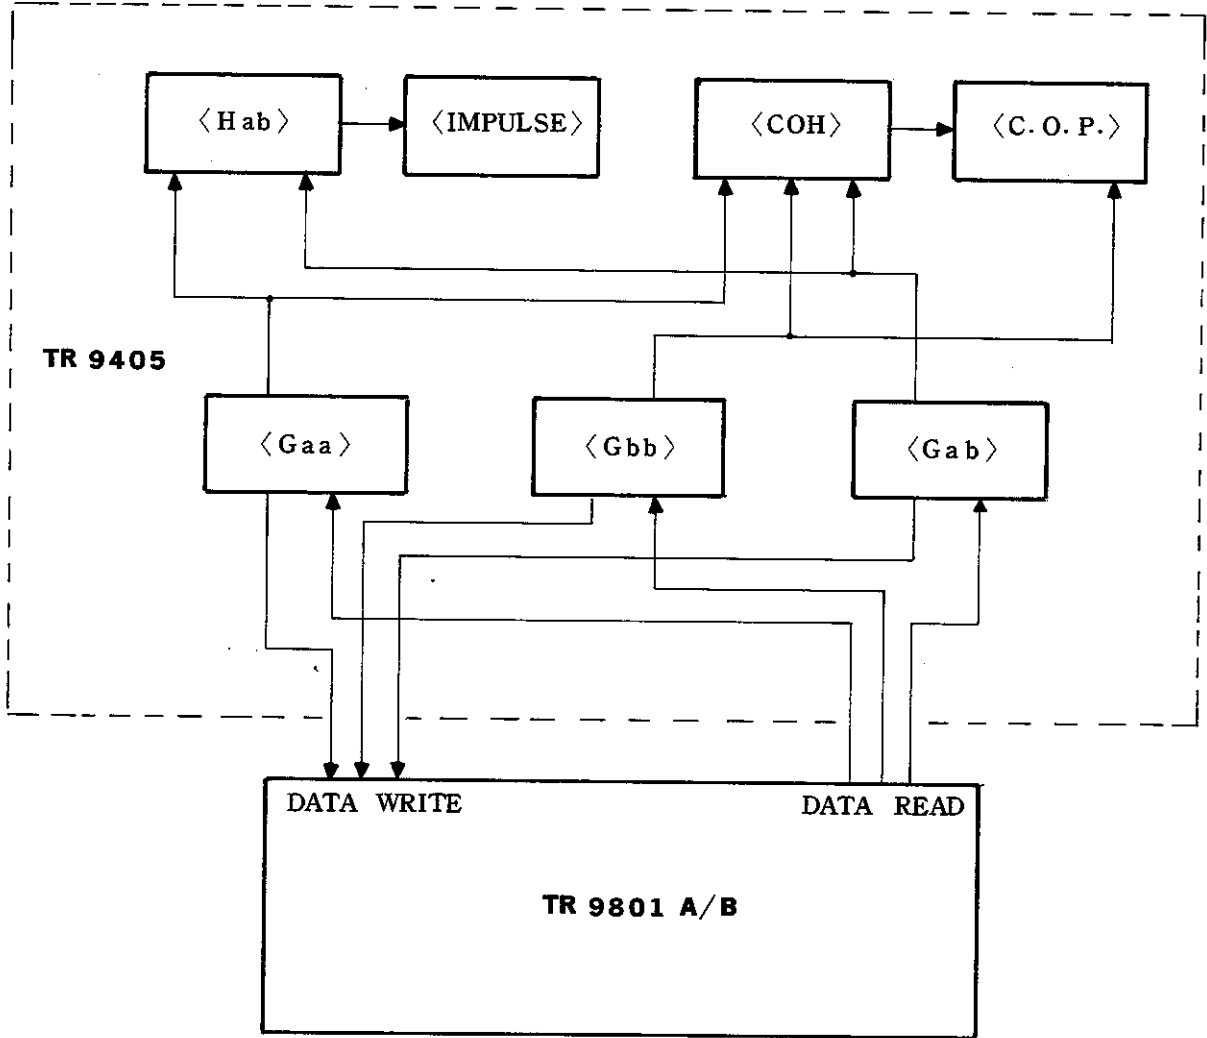 〈Hab〉
〈IMPULSE〉
〈COH〉
〈C.O.P.〉
TR 9405
〈Gaa〉
〈Gbb〉
〈Gab〉
DATA WRITE
DATA READ
TR 9801 A/B